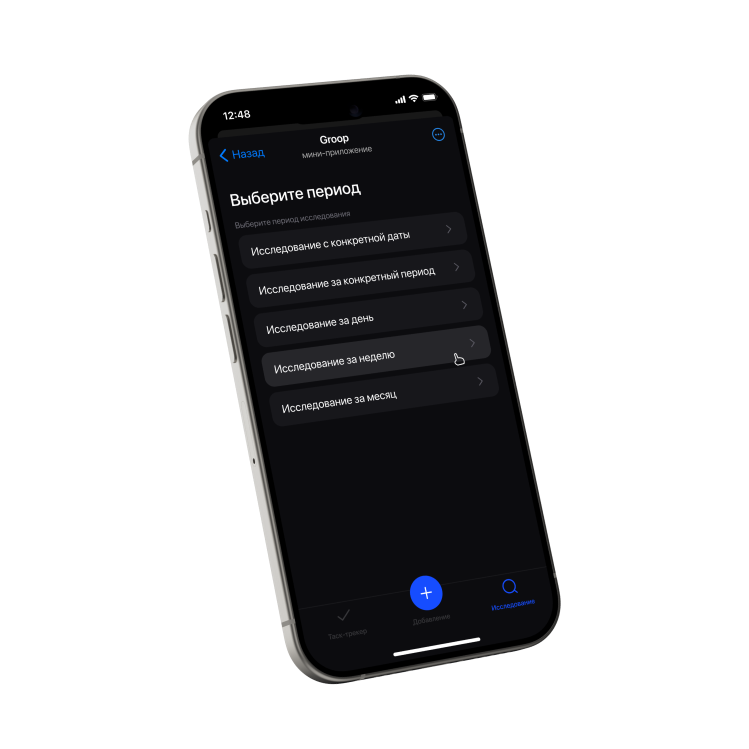 12:48
Назад
Groop
мини-приложение
Выберите период
Выберите период исследования
Исследование с конкретной даты
Исследование за конкретный период
Исследование за день
Исследование за неделю
Исследование за месяц
Таск-трекер
Добавление
Исследование